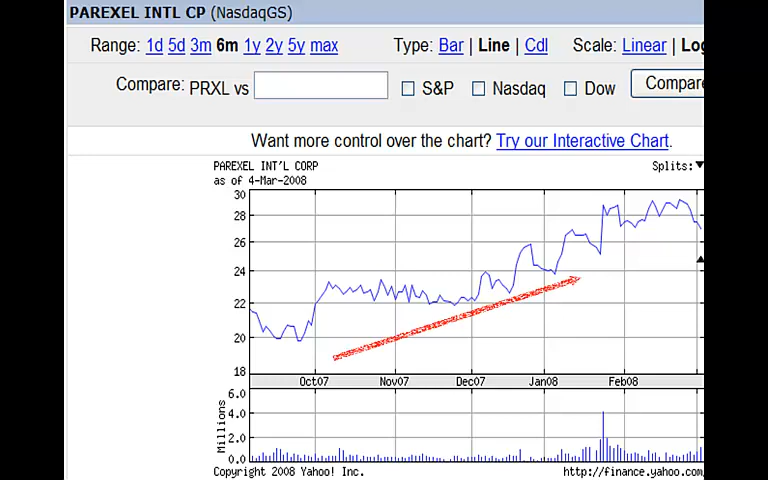 PAREXEL INTL CP (NasdaqGS)
Range: 1d 5d 3m 6m 1y 2y 5y max Type: Bar | Line | Cdl Scale: Linear | Log
Compare: PRXL vs S&P Nasdaq Dow Compare
Want more control over the chart? Try our Interactive Chart.
PAREXEL INT'L CORP Splits:▼
as of 4-Mar-2008
30
28
26
24
22
20
18
Oct07 Nov07 Dec07 Jan08 Feb08
6.0
4.0
2.0
0.0
Millions
Copyright 2008 Yahoo! Inc. http://finance.yahoo.com/